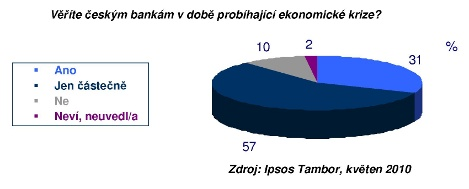 Věříte českým bankám v době probíhající ekonomické krize?
Ano
Jen částečně
Ne
Neví, neuvedl/a
10
2
31
%
57
Zdroj: Ipsos Tambor, květen 2010